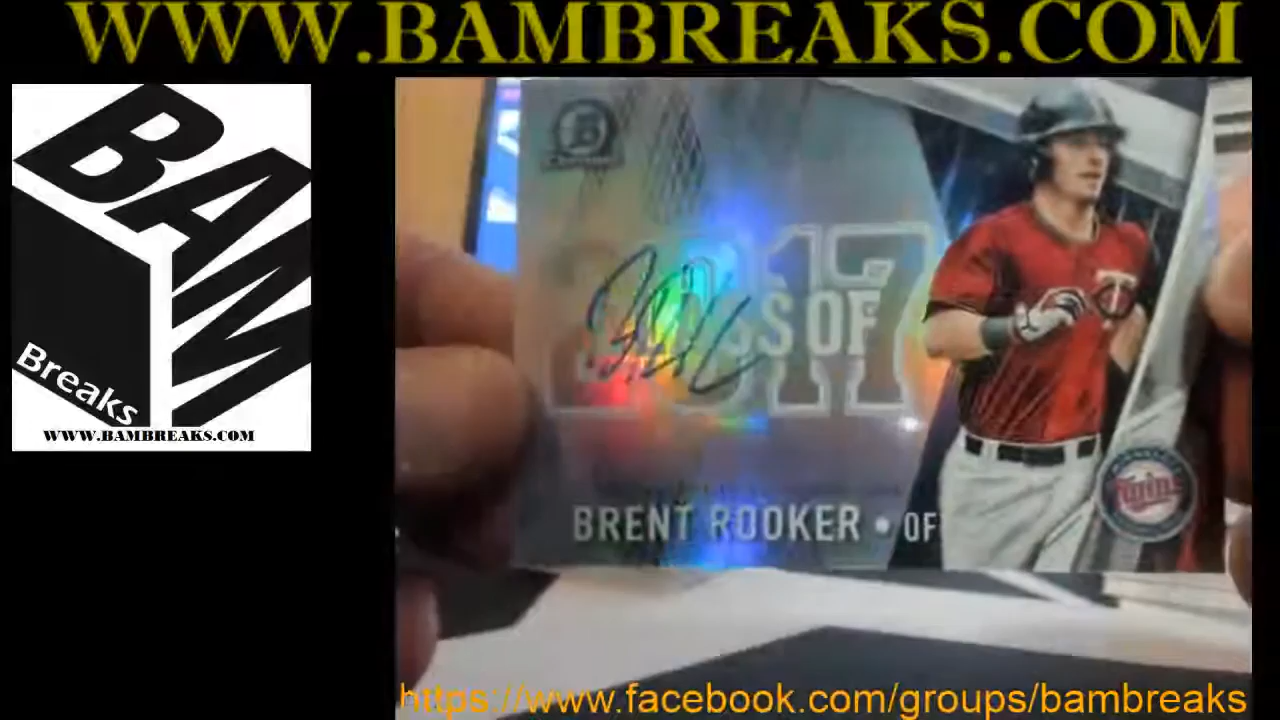 WWW.BAMBREAKS.COM
BAM
Breaks
WWW.BAMBREAKS.COM
B
2017
CLASS OF
BRENT ROOKER • OF
T
Twins
https://www.facebook.com/groups/bambreaks